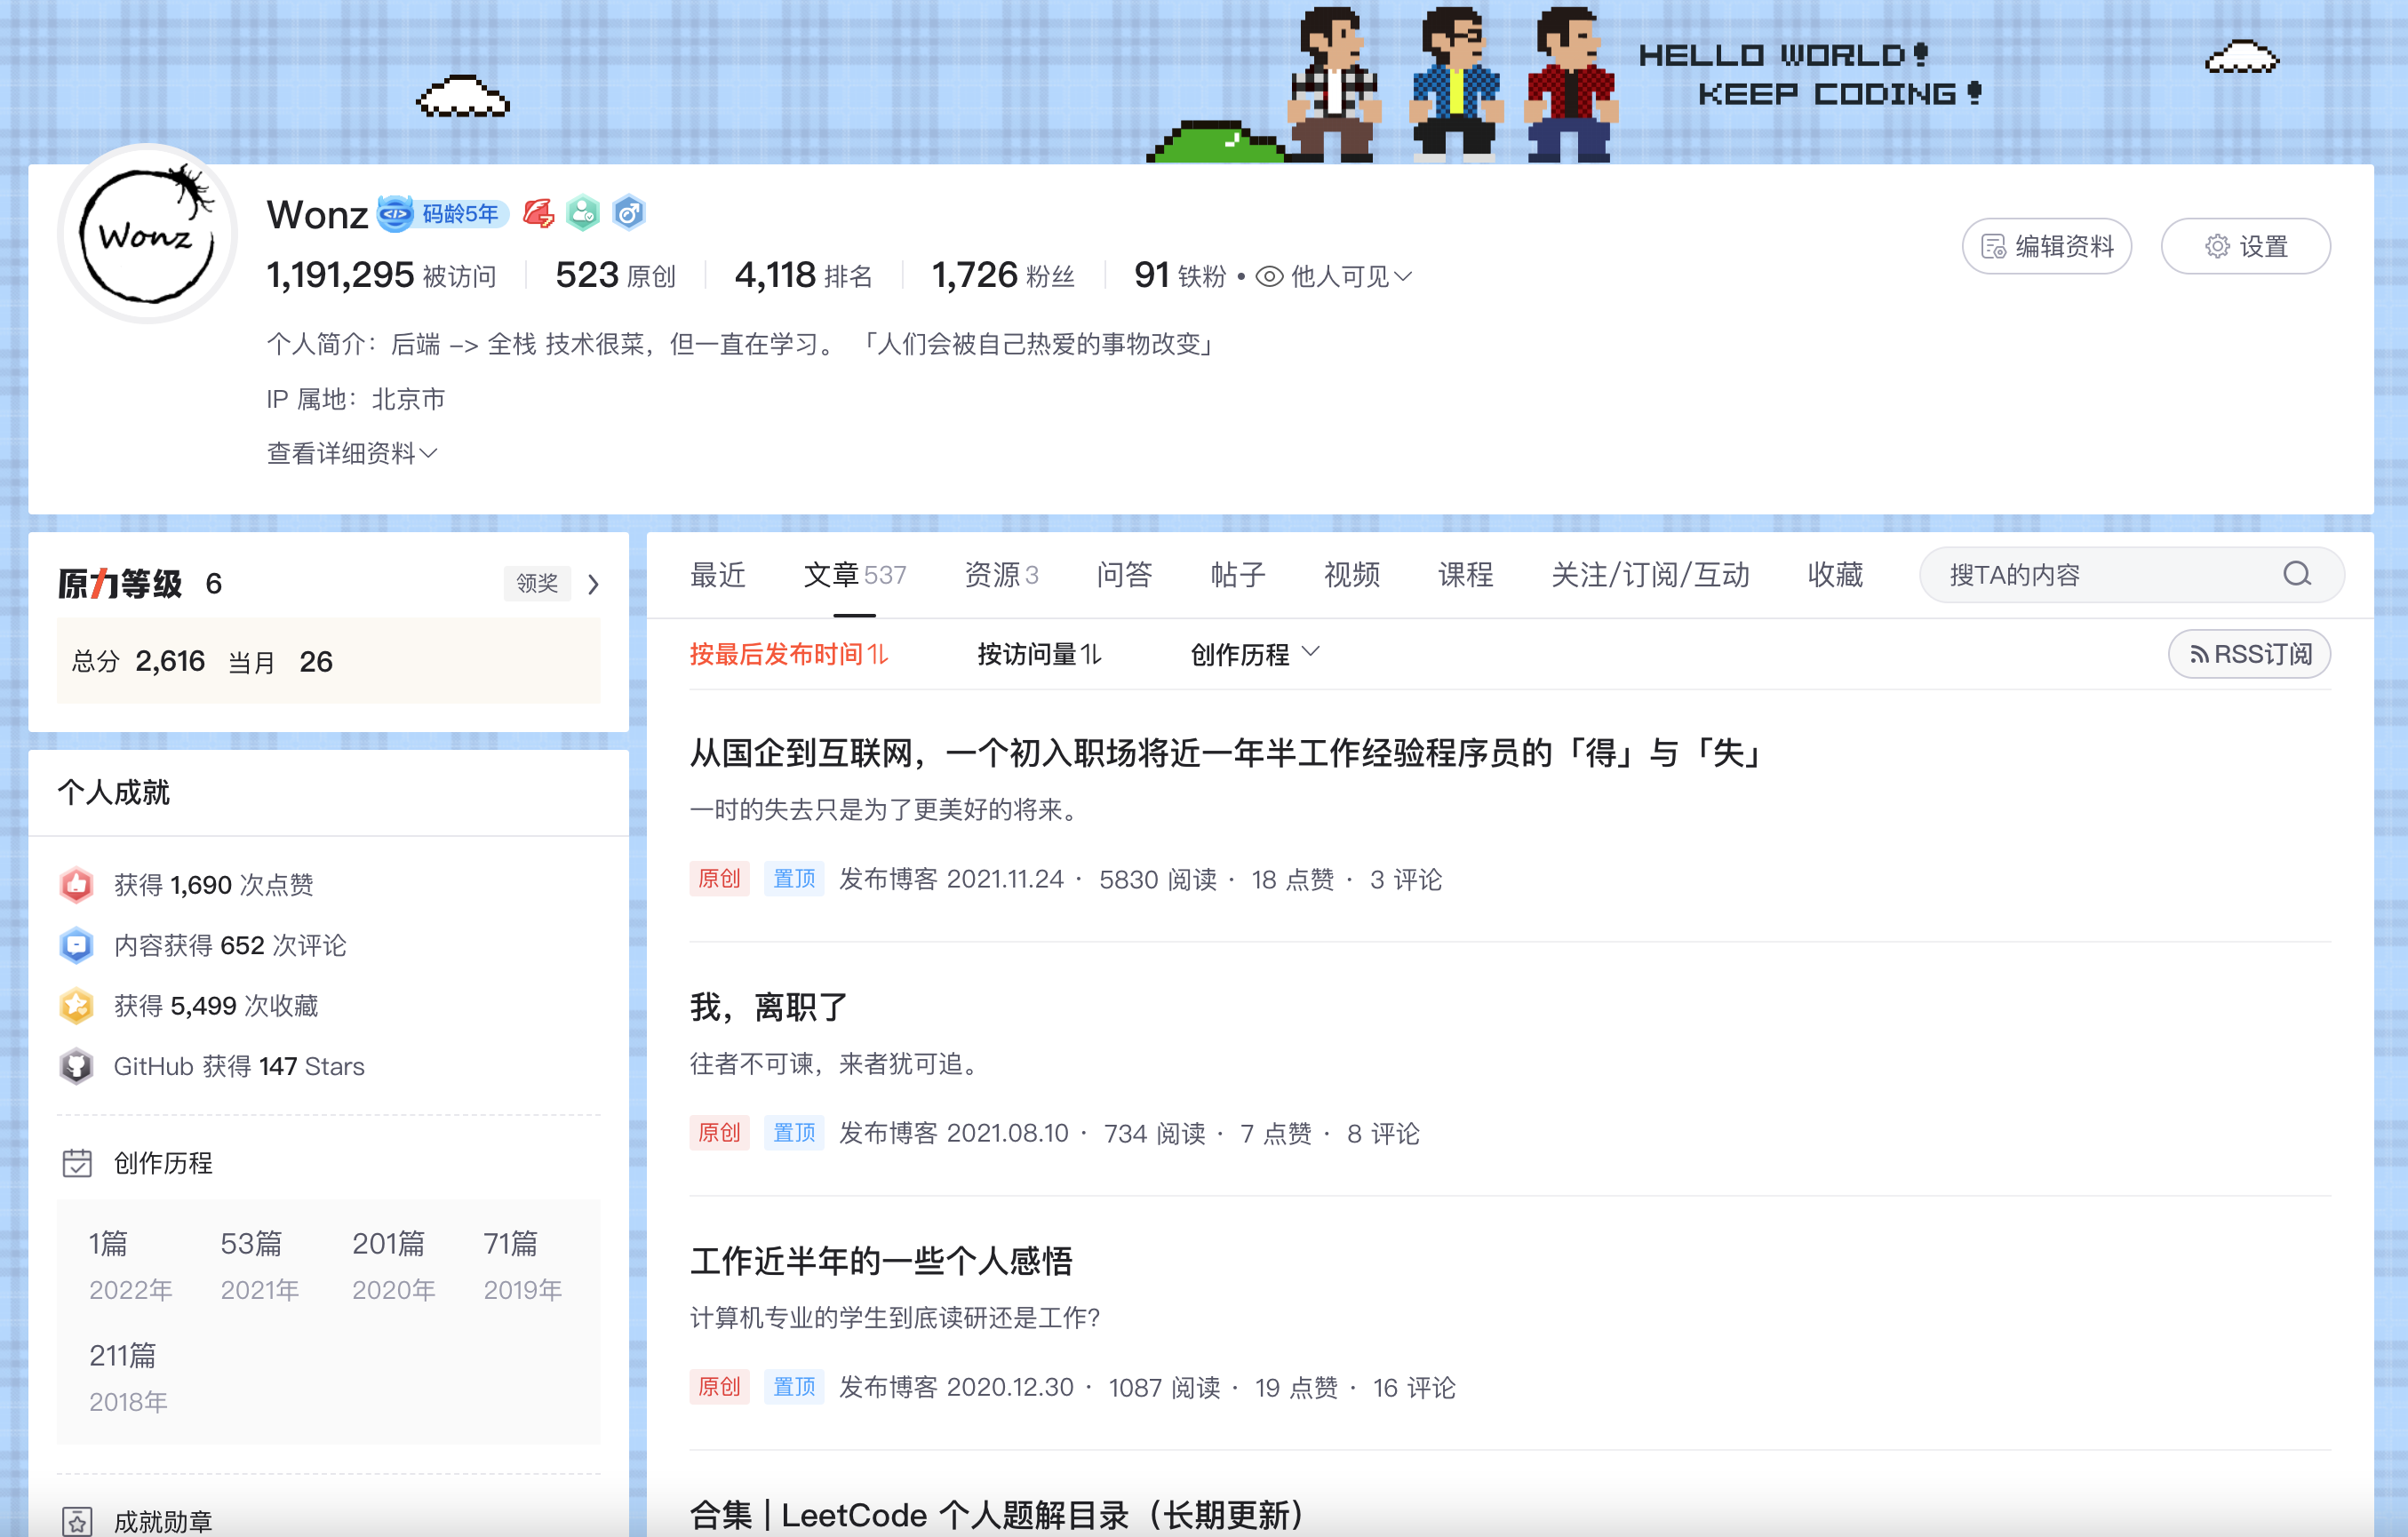 HELLO WORLD!
KEEP CODING!
Wonz
Wonz 码龄5年
编辑资料 设置
1,191,295 被访问 523 原创 4,118 排名 1,726 粉丝 91 铁粉 • 他人可见
个人简介：后端 -> 全栈 技术很菜，但一直在学习。「人们会被自己热爱的事物改变」
IP 属地：北京市
查看详细资料
原力等级 6 领奖
总分 2,616 当月 26
个人成就
获得 1,690 次点赞
内容获得 652 次评论
获得 5,499 次收藏
GitHub 获得 147 Stars
创作历程
1篇 53篇 201篇 71篇
2022年 2021年 2020年 2019年
211篇
2018年
成就勋章
最近 文章 537 资源 3 问答 帖子 视频 课程 关注/订阅/互动 收藏 搜TA的内容
按最后发布时间 按访问量 创作历程 RSS订阅
从国企到互联网，一个初入职场将近一年半工作经验程序员的「得」与「失」
一时的失去只是为了更美好的将来。
原创 置顶 发布博客 2021.11.24 · 5830 阅读 · 18 点赞 · 3 评论
我，离职了
往者不可谏，来者犹可追。
原创 置顶 发布博客 2021.08.10 · 734 阅读 · 7 点赞 · 8 评论
工作近半年的一些个人感悟
计算机专业的学生到底读研还是工作？
原创 置顶 发布博客 2020.12.30 · 1087 阅读 · 19 点赞 · 16 评论
合集 | LeetCode 个人题解目录（长期更新）